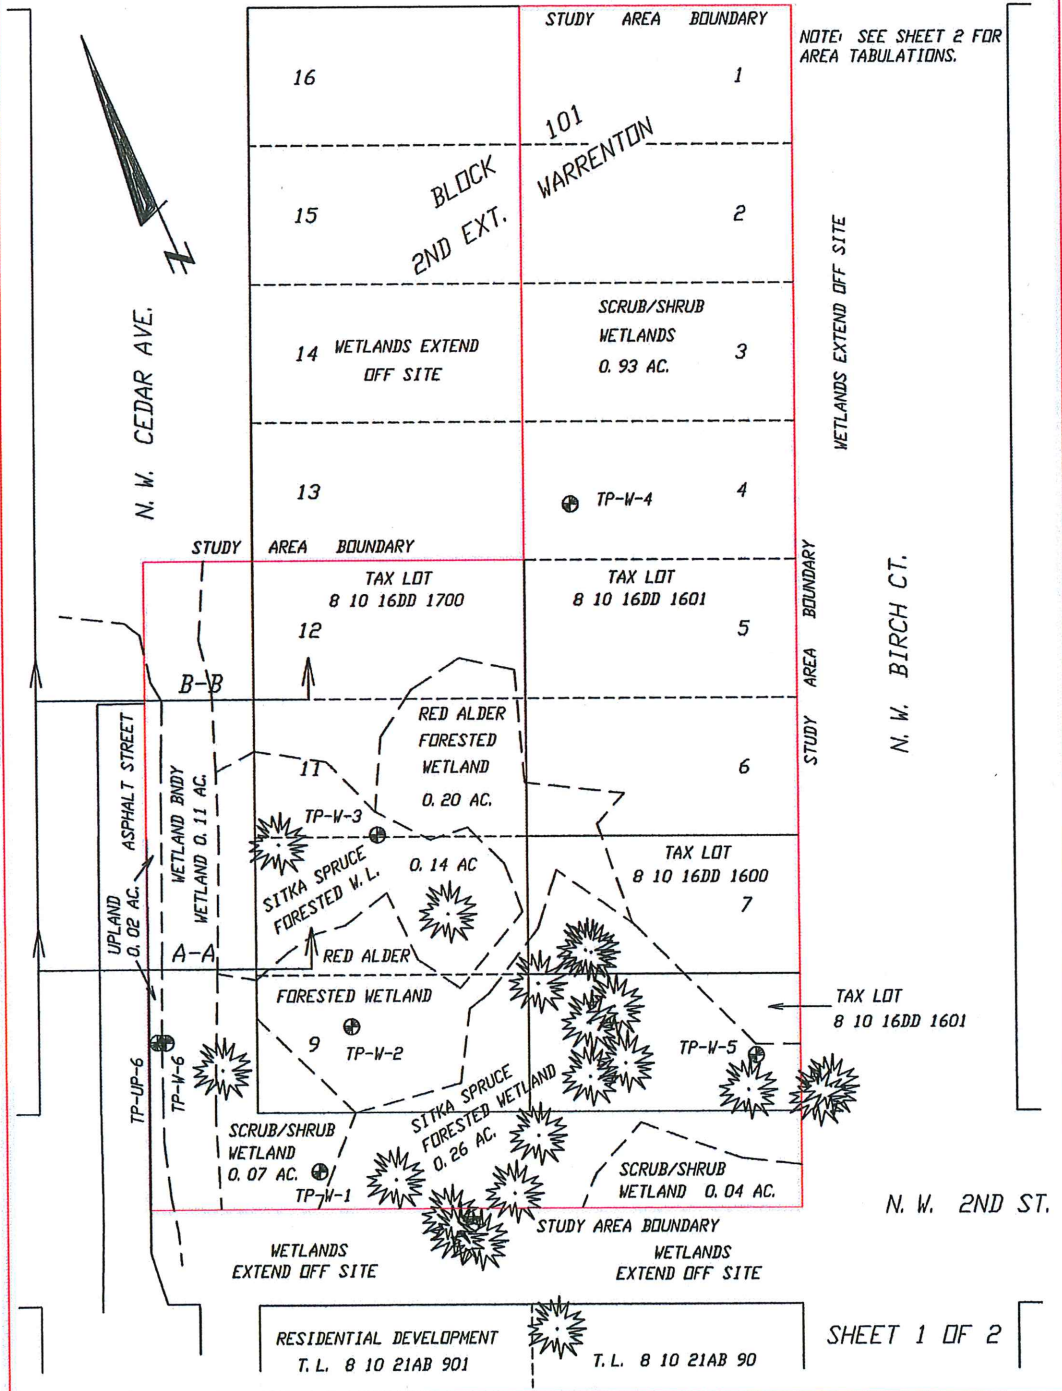 STUDY AREA BOUNDARY
NOTE: SEE SHEET 2 FOR
AREA TABULATIONS.
16
1
101
BLOCK
WARRENTON
2ND EXT.
15
2
N
WETLANDS EXTEND OFF SITE
N. W. CEDAR AVE.
SCRUB/SHRUB
WETLANDS
0.93 AC.
3
14
WETLANDS EXTEND
OFF SITE
13
TP-W-4
4
STUDY AREA BOUNDARY
TAX LOT
8 10 16DD 1700
TAX LOT
8 10 16DD 1601
12
5
STUDY AREA BOUNDARY
N. W. BIRCH CT.
B-B
RED ALDER
FORESTED
WETLAND
0.20 AC.
11
6
ASPHALT STREET
WETLAND BNDY
WETLAND 0.11 AC.
TP-W-3
SITKA SPRUCE
FORESTED W.L.
0.14 AC
TAX LOT
8 10 16DD 1600
7
UPLAND
0.02 AC.
A-A
RED ALDER
FORESTED WETLAND
TAX LOT
8 10 16DD 1601
9
TP-W-2
TP-W-5
TP-UP-6
TP-W-6
SITKA SPRUCE
FORESTED WETLAND
0.26 AC.
SCRUB/SHRUB
WETLAND
0.07 AC.
TP-W-1
SCRUB/SHRUB
WETLAND 0.04 AC.
N. W. 2ND ST.
STUDY AREA BOUNDARY
WETLANDS
EXTEND OFF SITE
WETLANDS
EXTEND OFF SITE
RESIDENTIAL DEVELOPMENT
T.L. 8 10 21AB 901
T.L. 8 10 21AB 90
SHEET 1 OF 2